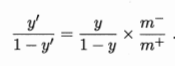 y′/(1 − y′) = y/(1 − y) × m⁻/m⁺ .